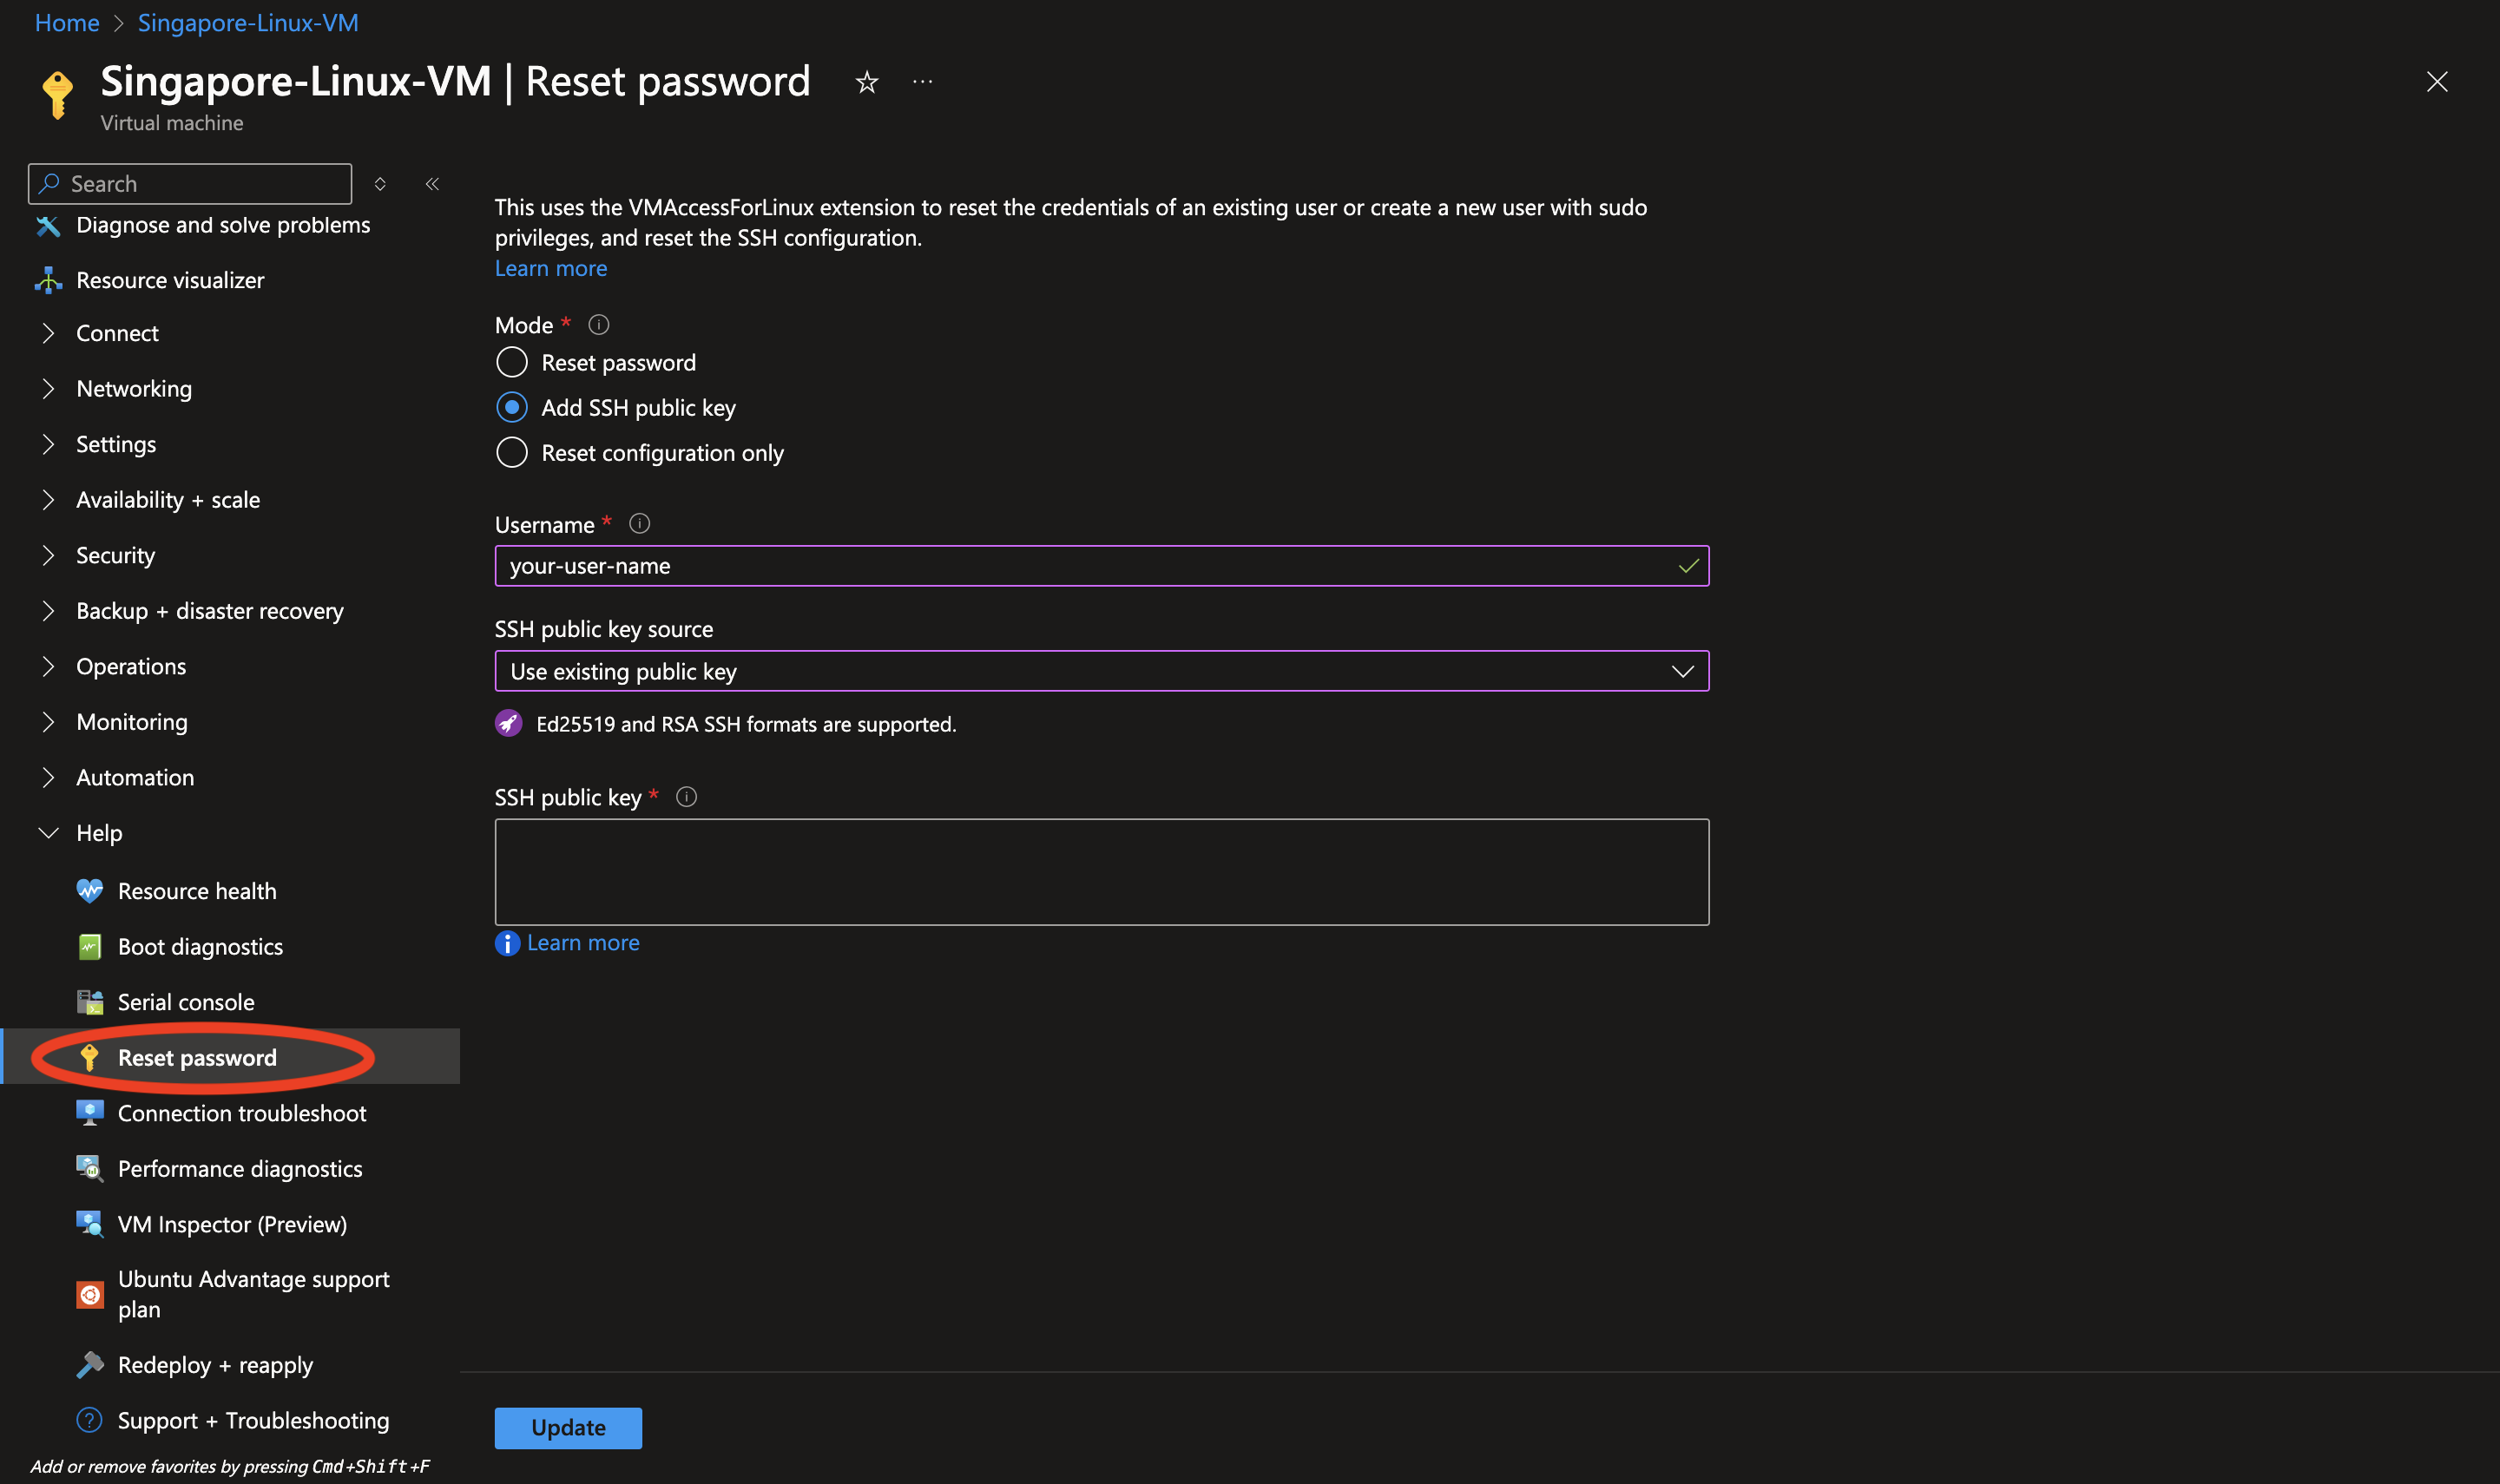 Home > Singapore-Linux-VM
Singapore-Linux-VM | Reset password
Virtual machine
Search
Diagnose and solve problems
Resource visualizer
Connect
Networking
Settings
Availability + scale
Security
Backup + disaster recovery
Operations
Monitoring
Automation
Help
Resource health
Boot diagnostics
Serial console
Reset password
Connection troubleshoot
Performance diagnostics
VM Inspector (Preview)
Ubuntu Advantage support
plan
Redeploy + reapply
Support + Troubleshooting
Add or remove favorites by pressing Cmd+Shift+F
This uses the VMAccessForLinux extension to reset the credentials of an existing user or create a new user with sudo
privileges, and reset the SSH configuration.
Learn more
Mode *
Reset password
Add SSH public key
Reset configuration only
Username *
your-user-name
SSH public key source
Use existing public key
Ed25519 and RSA SSH formats are supported.
SSH public key *
Learn more
Update